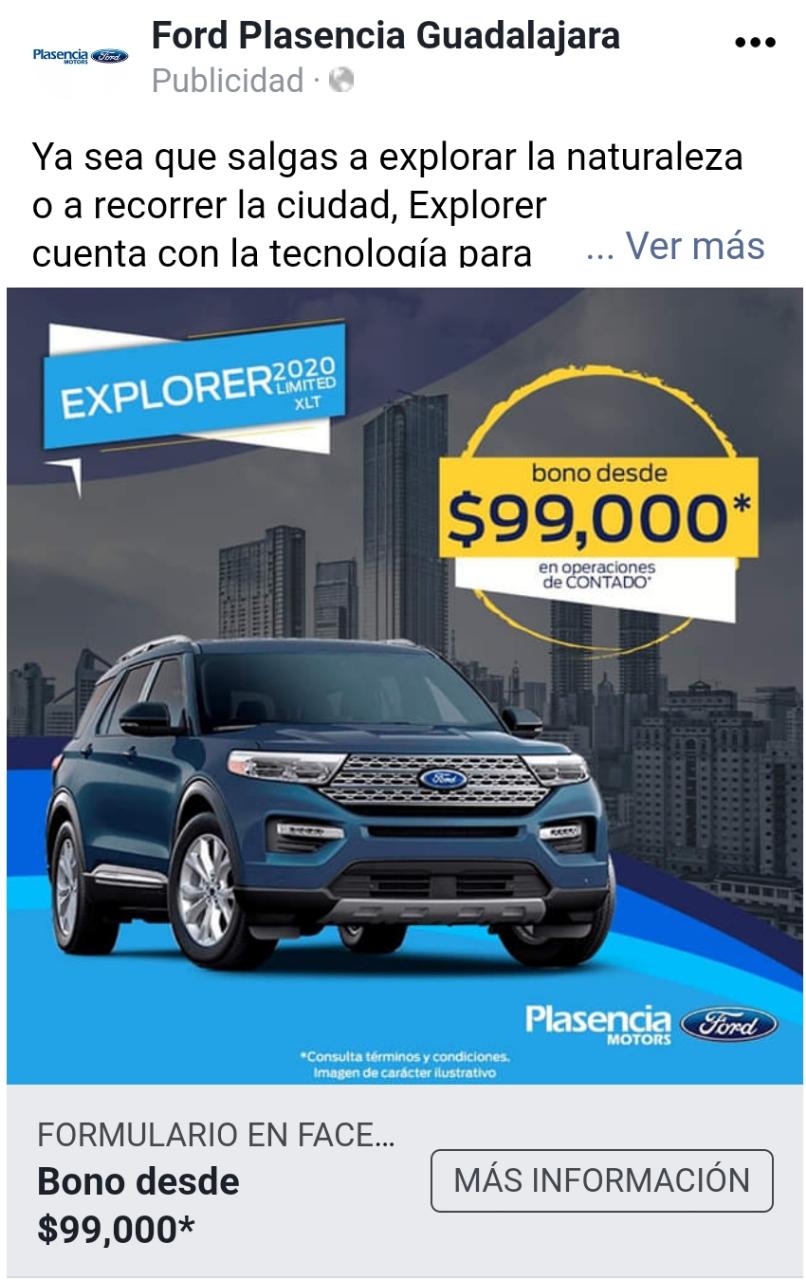 Plasencia
MOTORS
Ford
Ford Plasencia Guadalajara
Publicidad ·
Ya sea que salgas a explorar la naturaleza
o a recorrer la ciudad, Explorer
cuenta con la tecnología para
... Ver más
EXPLORER 2020
LIMITED
XLT
bono desde
$99,000*
en operaciones
de CONTADO*
Ford
Plasencia
MOTORS
Ford
*Consulta términos y condiciones.
Imagen de carácter ilustrativo
FORMULARIO EN FACE...
Bono desde
$99,000*
MÁS INFORMACIÓN